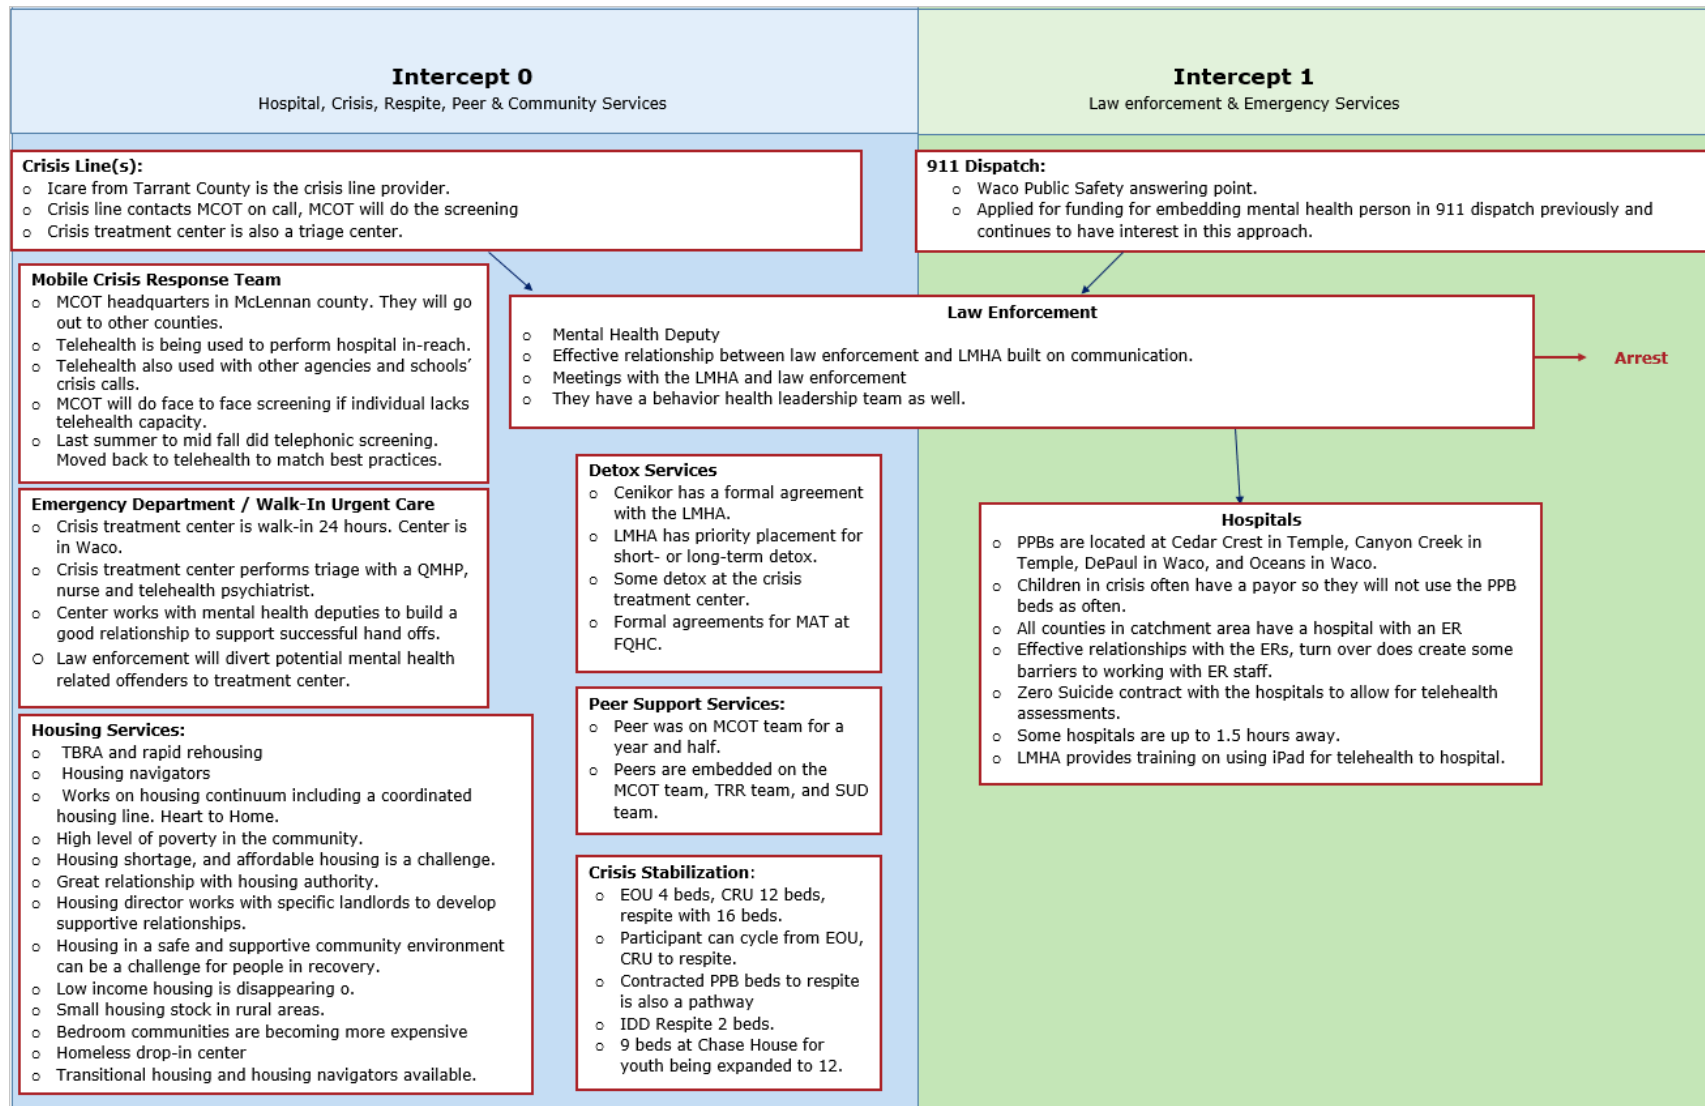 Intercept 0
Hospital, Crisis, Respite, Peer & Community Services
Intercept 1
Law enforcement & Emergency Services
Crisis Line(s):
o Icare from Tarrant County is the crisis line provider.
o Crisis line contacts MCOT on call, MCOT will do the screening
o Crisis treatment center is also a triage center.
911 Dispatch:
o Waco Public Safety answering point.
o Applied for funding for embedding mental health person in 911 dispatch previously and
continues to have interest in this approach.
Mobile Crisis Response Team
o MCOT headquarters in McLennan county. They will go
out to other counties.
o Telehealth is being used to perform hospital in-reach.
o Telehealth also used with other agencies and schools’
crisis calls.
o MCOT will do face to face screening if individual lacks
telehealth capacity.
o Last summer to mid fall did telephonic screening.
Moved back to telehealth to match best practices.
Law Enforcement
o Mental Health Deputy
o Effective relationship between law enforcement and LMHA built on communication.
o Meetings with the LMHA and law enforcement
o They have a behavior health leadership team as well.
Arrest
Emergency Department / Walk-In Urgent Care
o Crisis treatment center is walk-in 24 hours. Center is
in Waco.
o Crisis treatment center performs triage with a QMHP,
nurse and telehealth psychiatrist.
o Center works with mental health deputies to build a
good relationship to support successful hand offs.
o Law enforcement will divert potential mental health
related offenders to treatment center.
Housing Services:
o TBRA and rapid rehousing
o Housing navigators
o Works on housing continuum including a coordinated
housing line. Heart to Home.
o High level of poverty in the community.
o Housing shortage, and affordable housing is a challenge.
o Great relationship with housing authority.
o Housing director works with specific landlords to develop
supportive relationships.
o Housing in a safe and supportive community environment
can be a challenge for people in recovery.
o Low income housing is disappearing o.
o Small housing stock in rural areas.
o Bedroom communities are becoming more expensive
o Homeless drop-in center
o Transitional housing and housing navigators available.
Detox Services
o Cenikor has a formal agreement
with the LMHA.
o LMHA has priority placement for
short- or long-term detox.
o Some detox at the crisis
treatment center.
o Formal agreements for MAT at
FQHC.
Peer Support Services:
o Peer was on MCOT team for a
year and half.
o Peers are embedded on the
MCOT team, TRR team, and SUD
team.
Crisis Stabilization:
o EOU 4 beds, CRU 12 beds,
respite with 16 beds.
o Participant can cycle from EOU,
CRU to respite.
o Contracted PPB beds to respite
is also a pathway
o IDD Respite 2 beds.
o 9 beds at Chase House for
youth being expanded to 12.
Hospitals
o PPBs are located at Cedar Crest in Temple, Canyon Creek in
Temple, DePaul in Waco, and Oceans in Waco.
o Children in crisis often have a payor so they will not use the PPB
beds as often.
o All counties in catchment area have a hospital with an ER
o Effective relationships with the ERs, turn over does create some
barriers to working with ER staff.
o Zero Suicide contract with the hospitals to allow for telehealth
assessments.
o Some hospitals are up to 1.5 hours away.
o LMHA provides training on using iPad for telehealth to hospital.